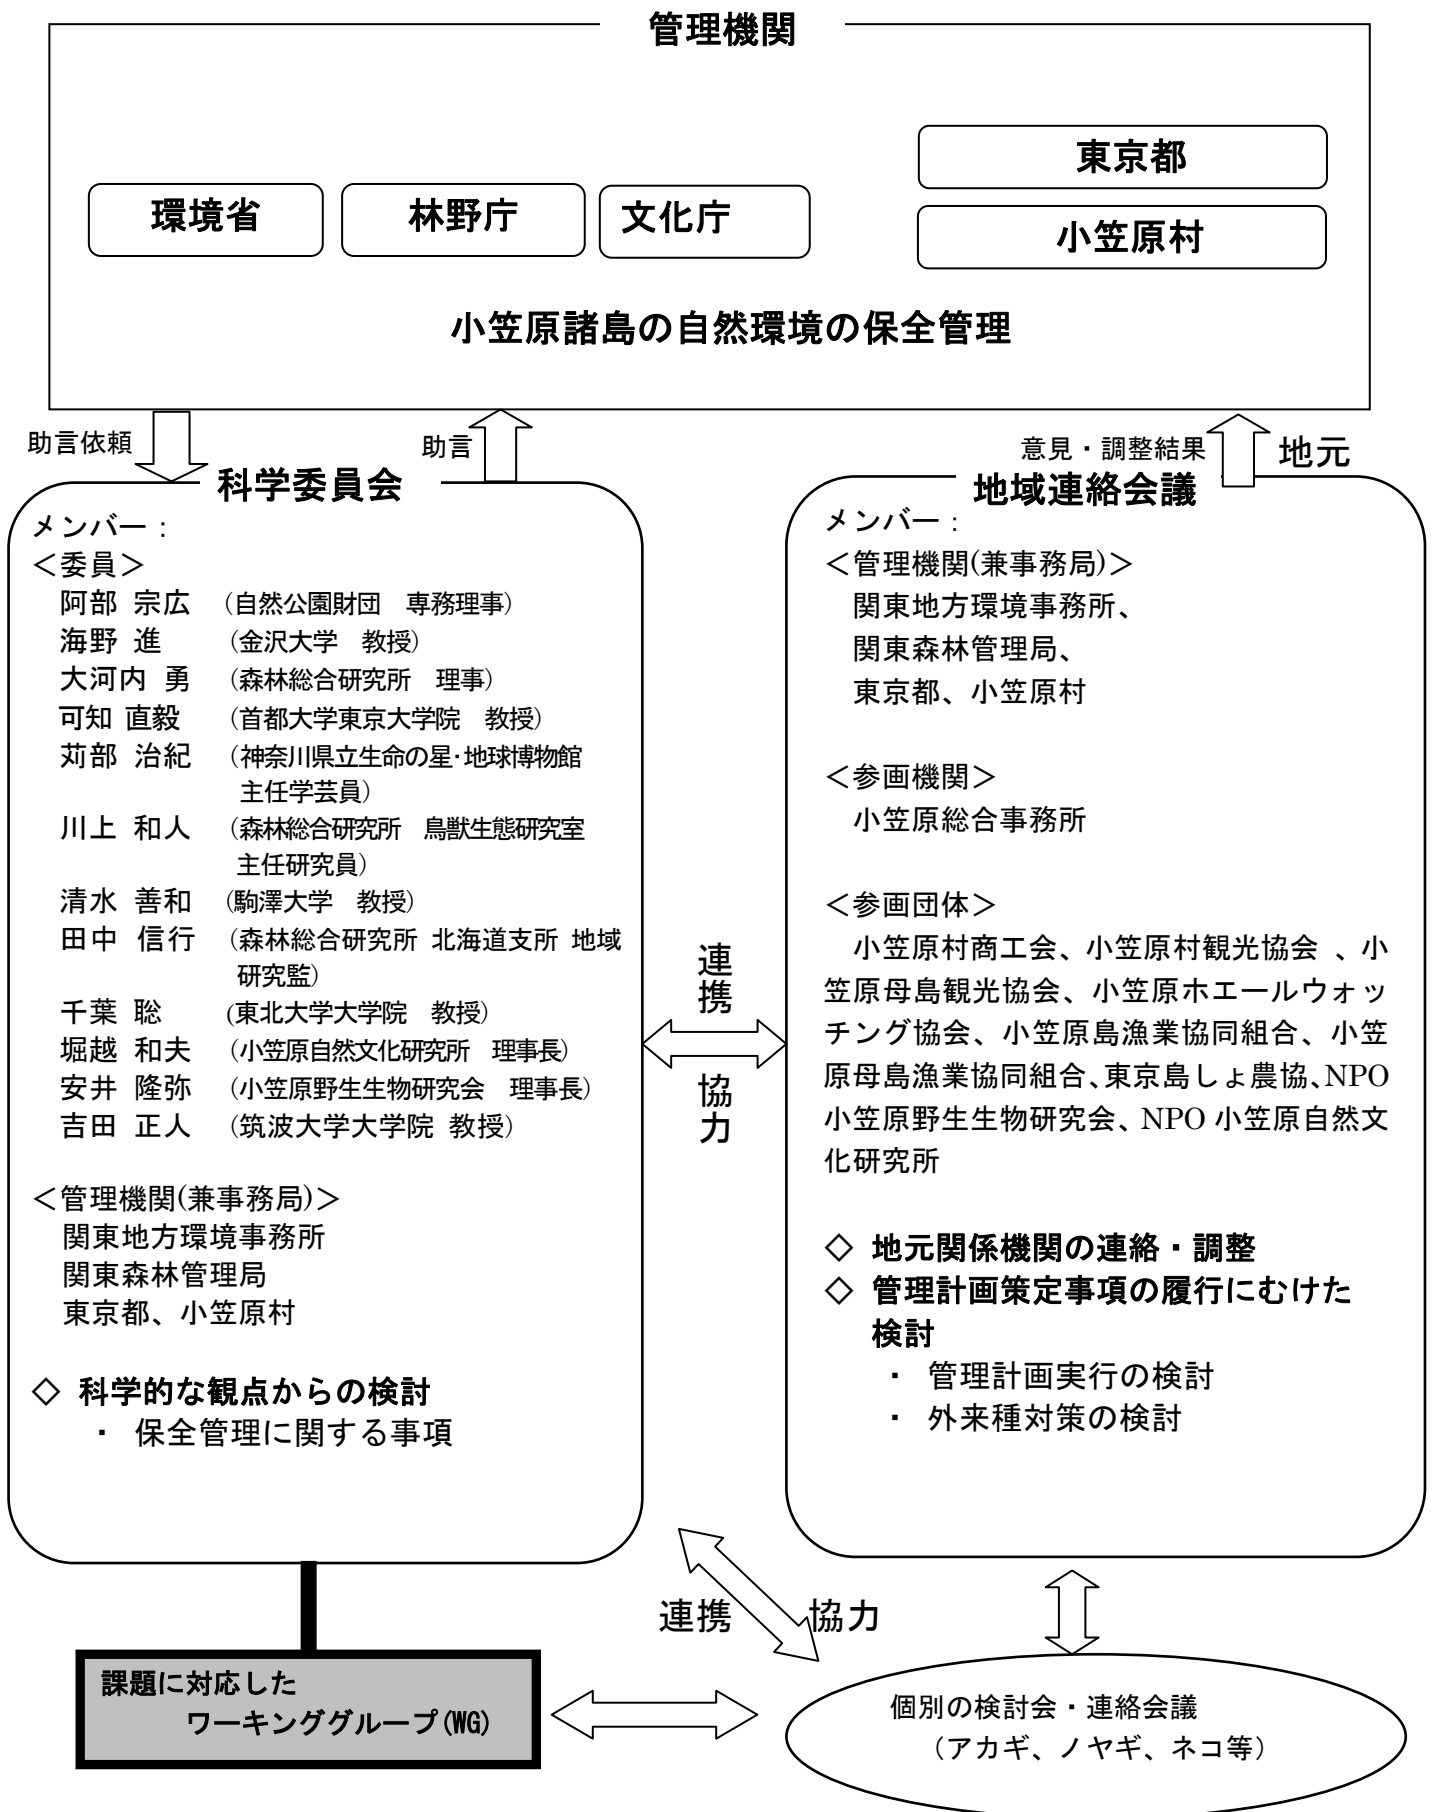 管理機関
東京都
環境省
林野庁
文化庁
小笠原村
小笠原諸島の自然環境の保全管理
助言依頼
助言
意見・調整結果
地元
科学委員会
メンバー:
＜委員＞
阿部 宗広 （自然公園財団 専務理事）
海野 進 （金沢大学 教授）
大河内 勇 （森林総合研究所 理事）
可知 直毅 （首都大学東京大学院 教授）
苅部 治紀 （神奈川県立生命の星・地球博物館
主任学芸員）
川上 和人 （森林総合研究所 鳥獣生態研究室
主任研究員）
清水 善和 （駒澤大学 教授）
田中 信行 （森林総合研究所 北海道支所 地域
研究監）
千葉 聡 （東北大学大学院 教授）
堀越 和夫 （小笠原自然文化研究所 理事長）
安井 隆弥 （小笠原野生生物研究会 理事長）
吉田 正人 （筑波大学大学院 教授）
＜管理機関(兼事務局)＞
関東地方環境事務所
関東森林管理局
東京都、小笠原村
◇ 科学的な観点からの検討
・ 保全管理に関する事項
連携
協力
地域連絡会議
メンバー:
＜管理機関(兼事務局)＞
関東地方環境事務所、
関東森林管理局、
東京都、小笠原村
＜参画機関＞
小笠原総合事務所
＜参画団体＞
小笠原村商工会、小笠原村観光協会 、小
笠原母島観光協会、小笠原ホエールウォッ
チング協会、小笠原島漁業協同組合、小笠
原母島漁業協同組合、東京島しょ農協、NPO
小笠原野生生物研究会、NPO 小笠原自然文
化研究所
◇ 地元関係機関の連絡・調整
◇ 管理計画策定事項の履行にむけた
検討
・ 管理計画実行の検討
・ 外来種対策の検討
連携 協力
課題に対応した
ワーキンググループ(WG)
個別の検討会・連絡会議
（アカギ、ノヤギ、ネコ等）